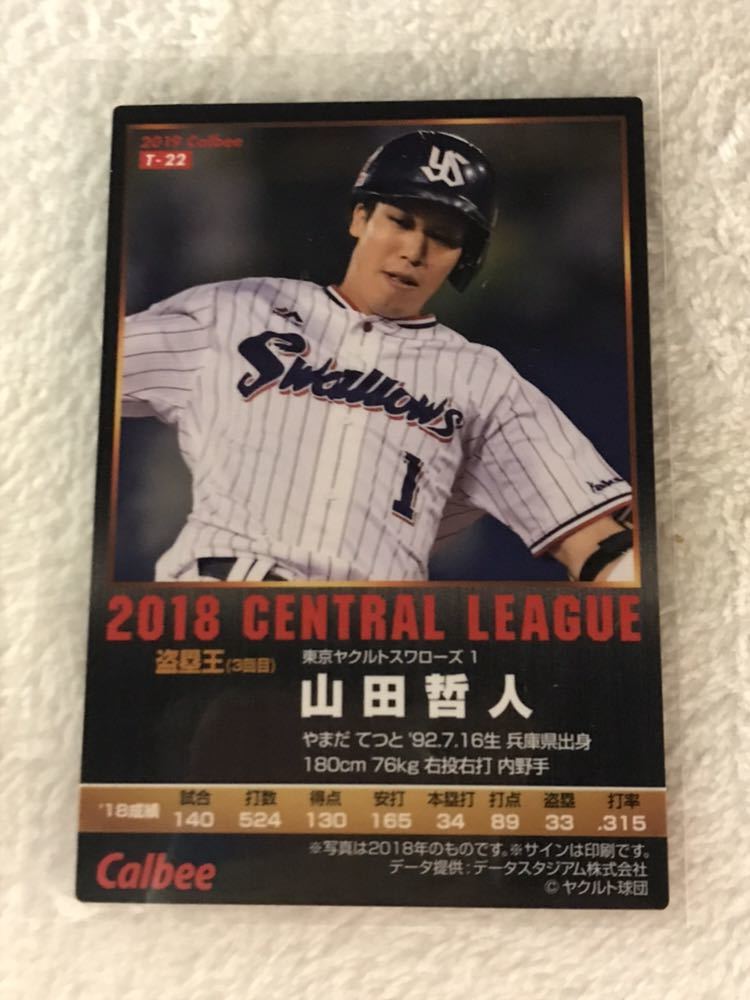 2019 Calbee
T-22
YS
Swallows
1
2018 CENTRAL LEAGUE
盗塁王(3回目)
東京ヤクルトスワローズ 1
山田哲人
やまだ てつと '92.7.16生 兵庫県出身
180cm 76kg 右投右打 内野手
'18成績 試合 打数 得点 安打 本塁打 打点 盗塁 打率
140 524 130 165 34 89 33 .315
※写真は2018年のものです。※サインは印刷です。
データ提供:データスタジアム株式会社
Calbee
©ヤクルト球団